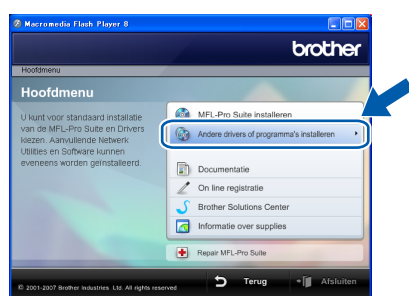 Macromedia Flash Player 8
brother
Hoofdmenu
Hoofdmenu
U kunt voor standaard installatie
van de MFL-Pro Suite en Drivers
kiezen. Aanvullende Netwerk
Utilities en Software kunnen
eveneens worden geïnstalleerd.
MFL-Pro Suite installeren
Andere drivers of programma's installeren
Documentatie
On line registratie
Brother Solutions Center
Informatie over supplies
Repair MFL-Pro Suite
© 2001-2007 Brother Industries Ltd. All rights reserved
Terug
Afsluiten